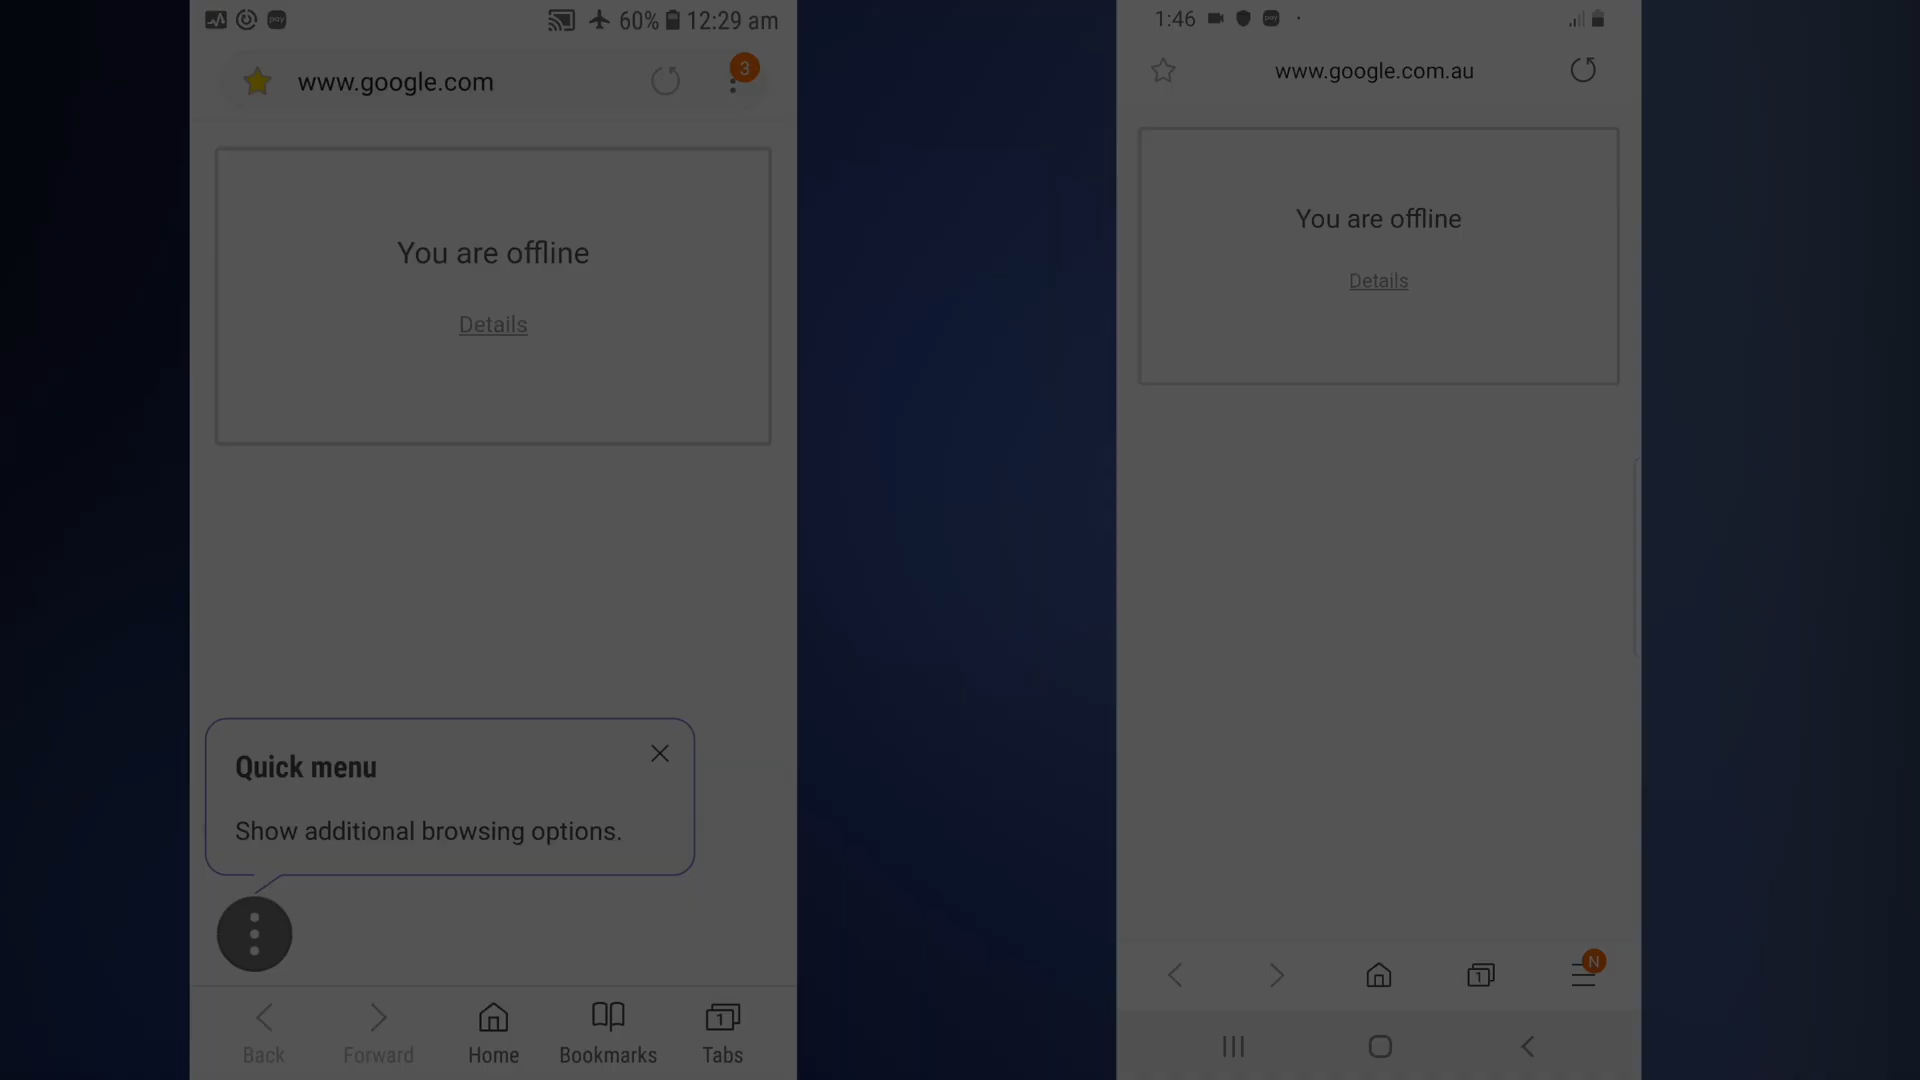 60% 12:29 am
www.google.com
3
You are offline
Details
Quick menu
Show additional browsing options.
1
Back Forward Home Bookmarks Tabs
1:46 pay
www.google.com.au
You are offline
Details
1
N